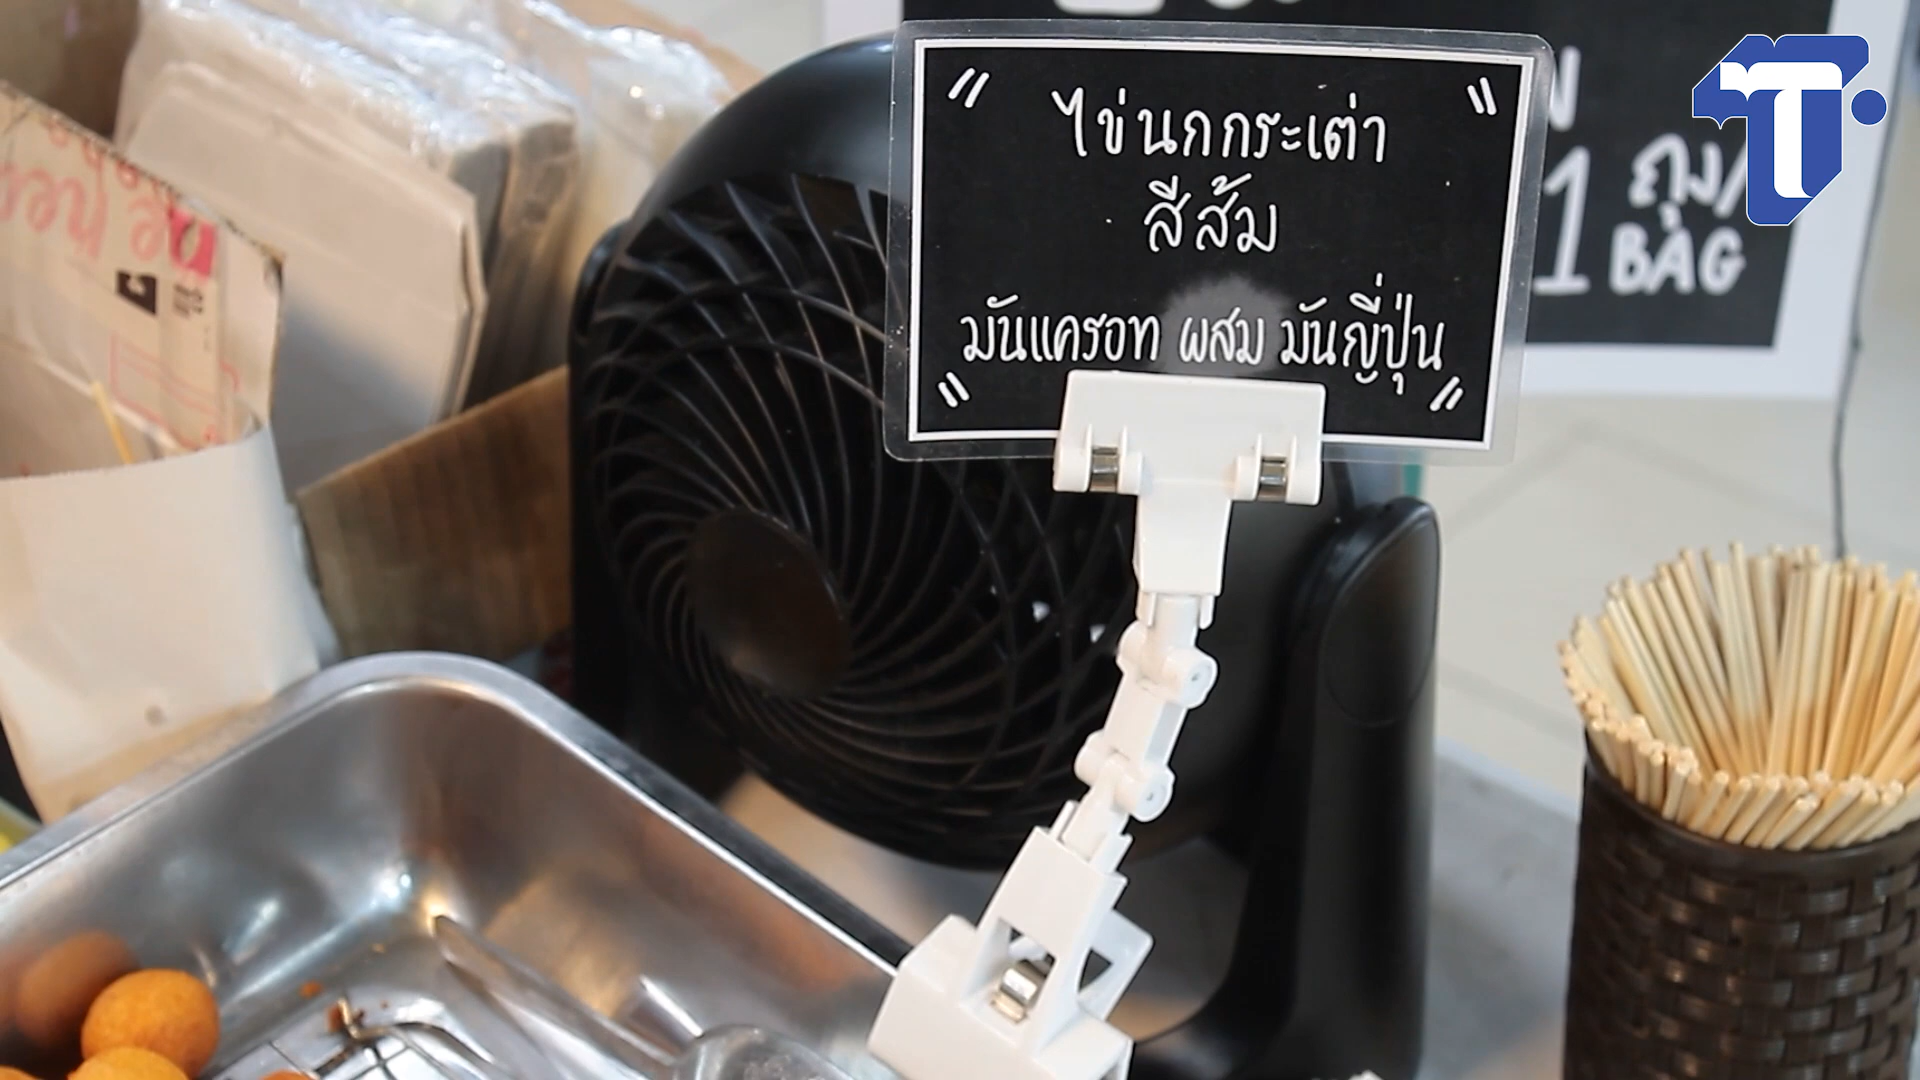 " ไข่นกกระเต่า "
สีส้ม
" มันแครอท ผสม มันญี่ปุ่น "
1 ถุง/
BAG
T